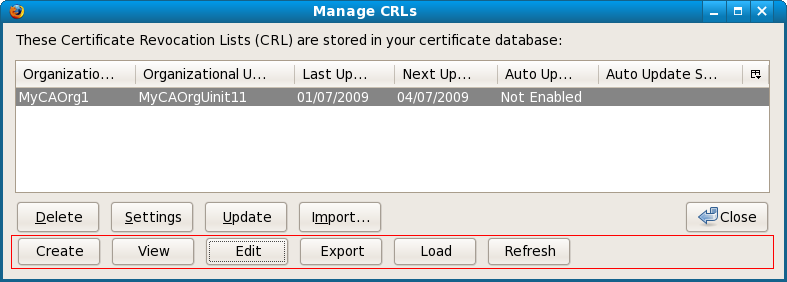 Manage CRLs
These Certificate Revocation Lists (CRL) are stored in your certificate database:
Organizatio... Organizational U... Last Up... Next Up... Auto Up... Auto Update S...
MyCAOrg1 MyCAOrgUinit11 01/07/2009 04/07/2009 Not Enabled
Delete Settings Update Import... Close
Create View Edit Export Load Refresh